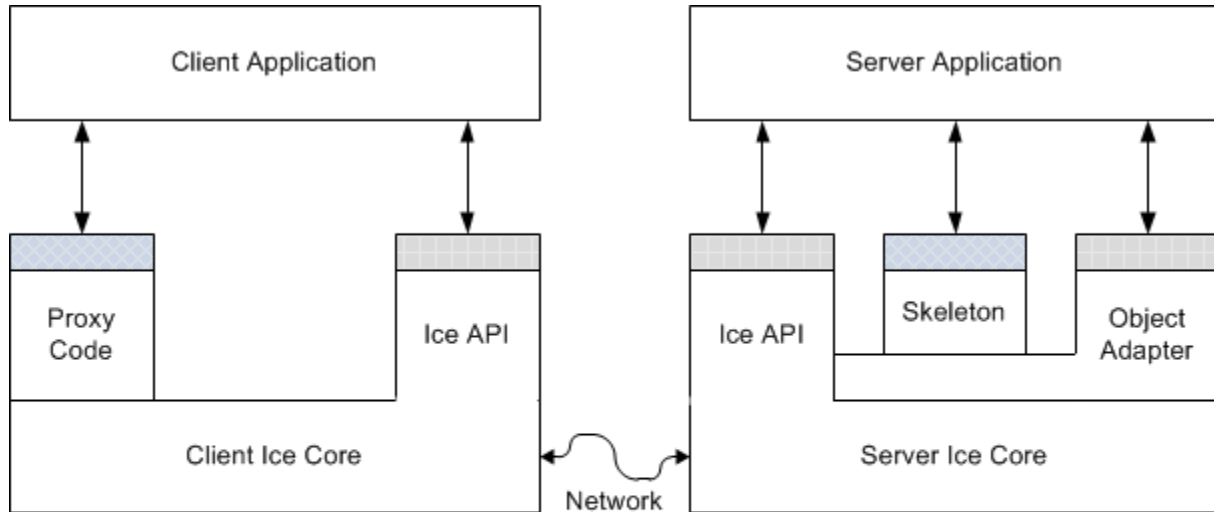 Client Application
Server Application
Proxy
Code
Ice API
Ice API
Skeleton
Object
Adapter
Client Ice Core
Network
Server Ice Core